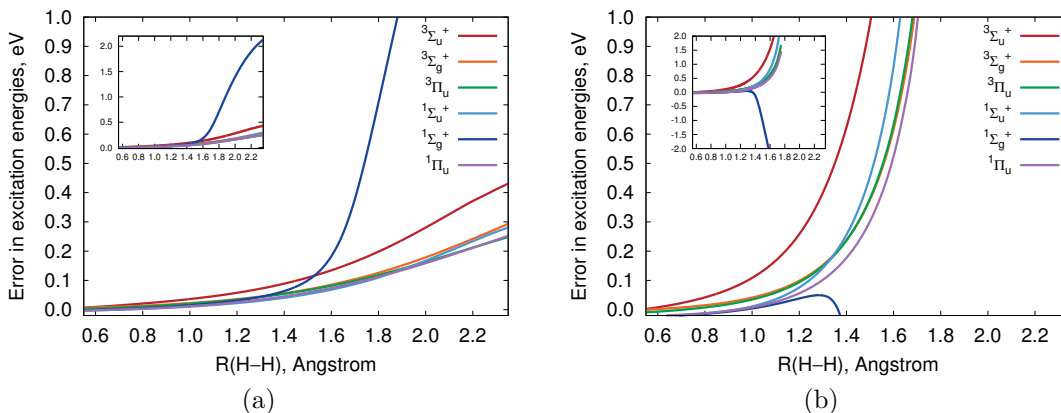 Error in excitation energies, eV
1.0
0.9
0.8
0.7
0.6
0.5
0.4
0.3
0.2
0.1
0.0
0.6 0.8 1.0 1.2 1.4 1.6 1.8 2.0 2.2
R(H–H), Angstrom
2.0
1.5
1.0
0.5
0.0
0.6 0.8 1.0 1.2 1.4 1.6 1.8 2.0 2.2
³Σᵤ⁺
³Σg⁺
³Πᵤ
¹Σᵤ⁺
¹Σg⁺
¹Πᵤ
(a)
Error in excitation energies, eV
1.0
0.9
0.8
0.7
0.6
0.5
0.4
0.3
0.2
0.1
0.0
0.6 0.8 1.0 1.2 1.4 1.6 1.8 2.0 2.2
R(H–H), Angstrom
2.0
1.5
1.0
0.5
0.0
-0.5
-1.0
-1.5
-2.0
0.6 0.8 1.0 1.2 1.4 1.6 1.8 2.0 2.2
³Σᵤ⁺
³Σg⁺
³Πᵤ
¹Σᵤ⁺
¹Σg⁺
¹Πᵤ
(b)